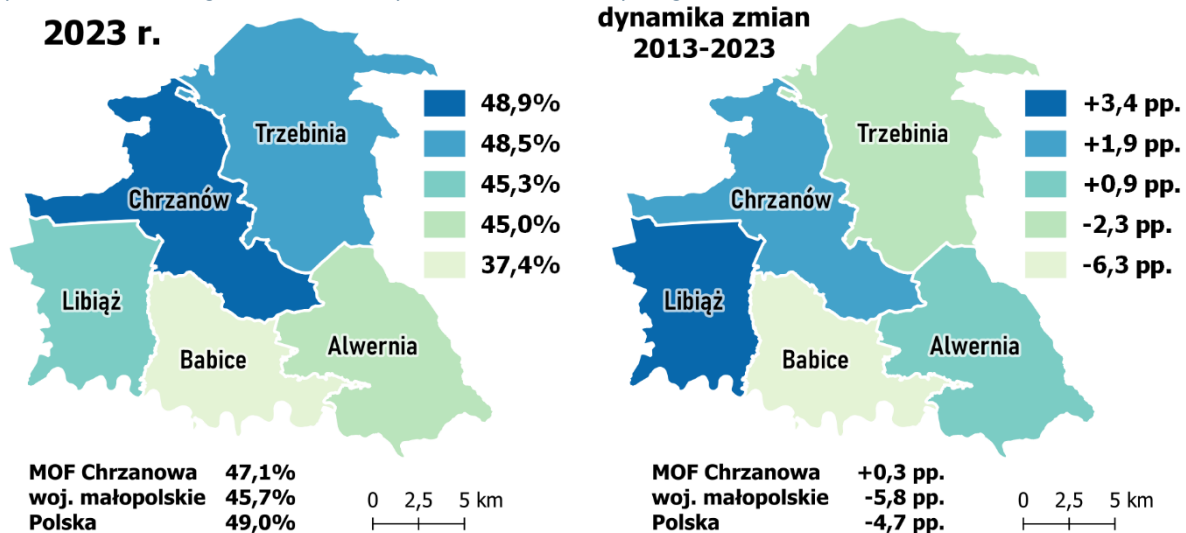 2023 r.
48,9%
48,5%
45,3%
45,0%
37,4%
Trzebinia
Chrzanów
Libiąż
Babice
Alwernia
MOF Chrzanowa 47,1%
woj. małopolskie 45,7%
Polska 49,0%
0 2,5 5 km
dynamika zmian
2013-2023
+3,4 pp.
+1,9 pp.
+0,9 pp.
-2,3 pp.
-6,3 pp.
Trzebinia
Chrzanów
Libiąż
Babice
Alwernia
MOF Chrzanowa +0,3 pp.
woj. małopolskie -5,8 pp.
Polska -4,7 pp.
0 2,5 5 km